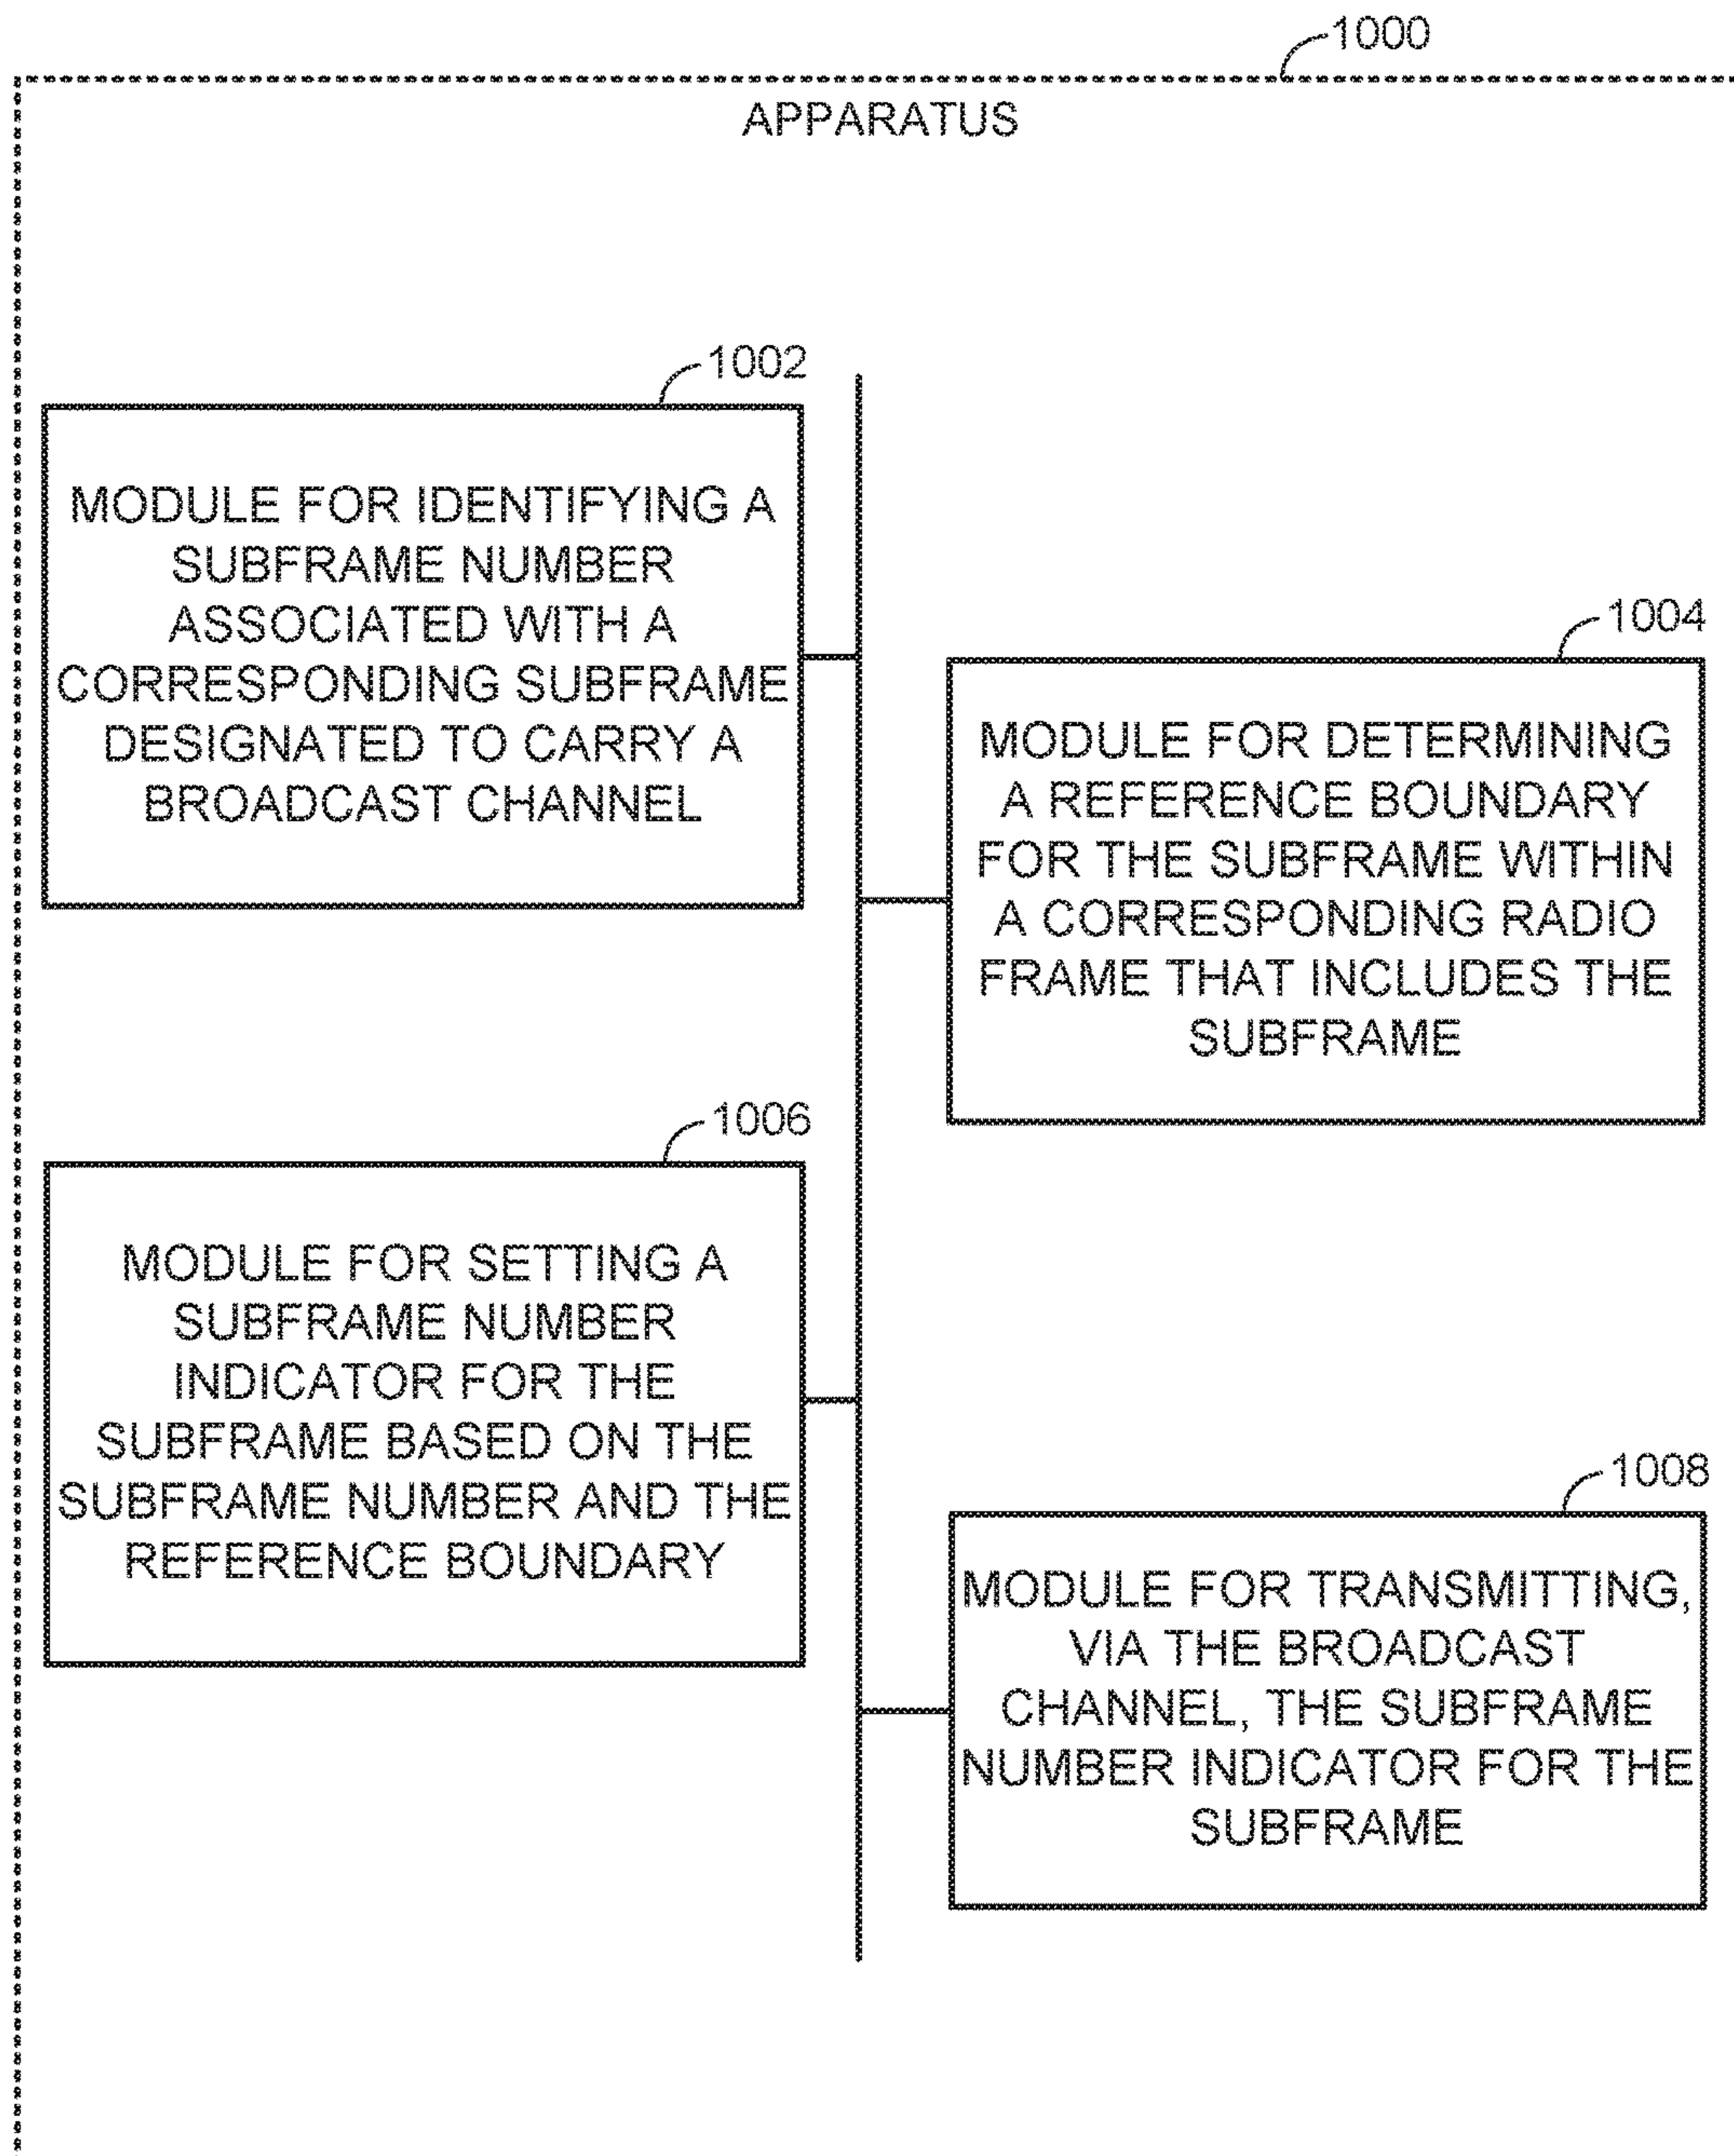 1000
APPARATUS
1002
MODULE FOR IDENTIFYING A
SUBFRAME NUMBER
ASSOCIATED WITH A
CORRESPONDING SUBFRAME
DESIGNATED TO CARRY A
BROADCAST CHANNEL
1004
MODULE FOR DETERMINING
A REFERENCE BOUNDARY
FOR THE SUBFRAME WITHIN
A CORRESPONDING RADIO
FRAME THAT INCLUDES THE
SUBFRAME
1006
MODULE FOR SETTING A
SUBFRAME NUMBER
INDICATOR FOR THE
SUBFRAME BASED ON THE
SUBFRAME NUMBER AND THE
REFERENCE BOUNDARY
1008
MODULE FOR TRANSMITTING,
VIA THE BROADCAST
CHANNEL, THE SUBFRAME
NUMBER INDICATOR FOR THE
SUBFRAME